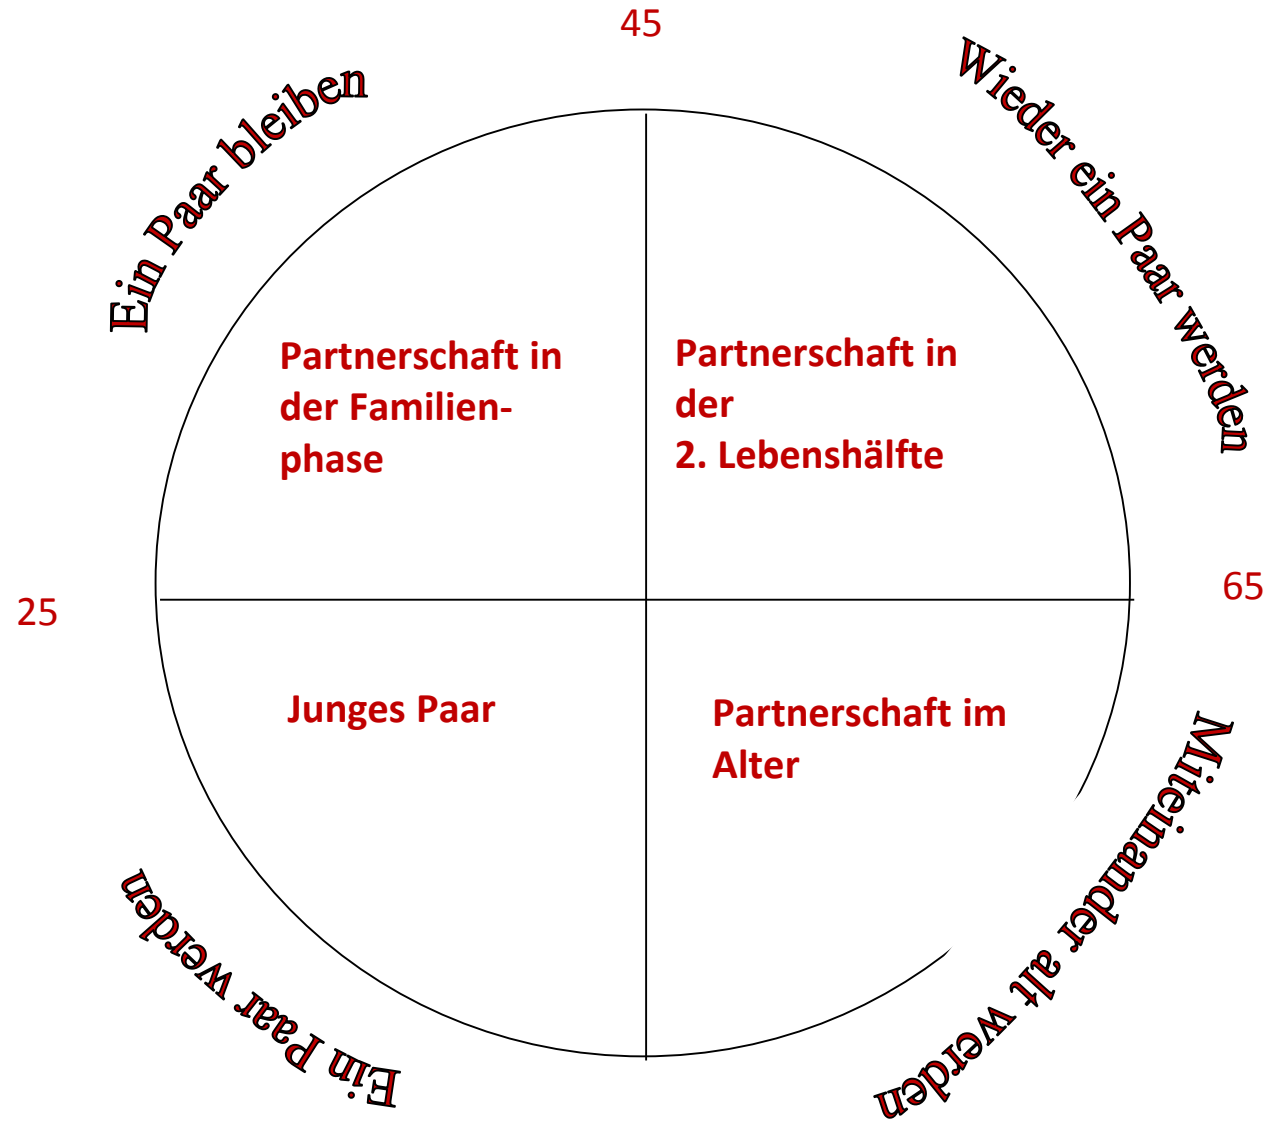 45
Ein Paar bleiben
Wieder ein Paar werden
Partnerschaft in
der Familien-
phase
Partnerschaft in
der
2. Lebenshälfte
25
65
Junges Paar
Partnerschaft im
Alter
Ein Paar werden
Miteinander alt werden